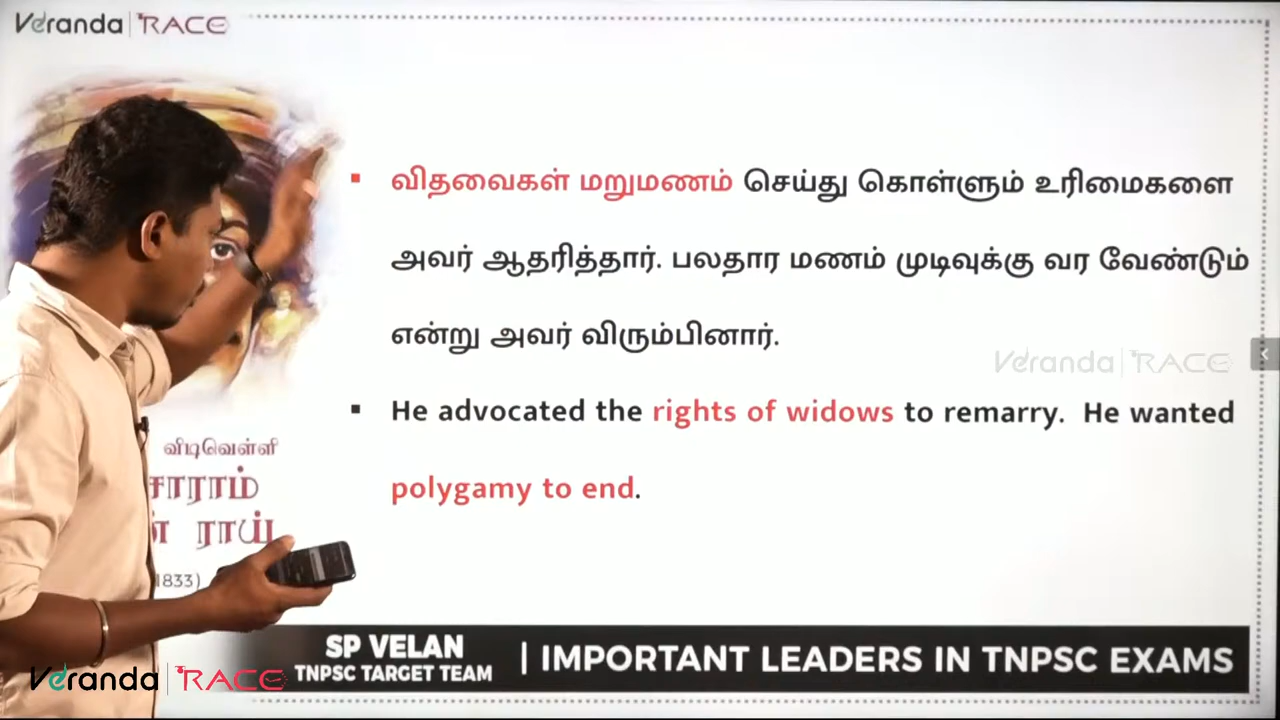 Veranda RACE
விதவைகள் மறுமணம் செய்து கொள்ளும் உரிமைகளை
அவர் ஆதரித்தார். பலதார மணம் முடிவுக்கு வர வேண்டும்
என்று அவர் விரும்பினார்.
Veranda RACE
He advocated the rights of widows to remarry. He wanted
polygamy to end.
விடிவெள்ளி
சாராம்
ன் ராய்
1833)
SP VELAN
TNPSC TARGET TEAM
IMPORTANT LEADERS IN TNPSC EXAMS
Veranda RACE